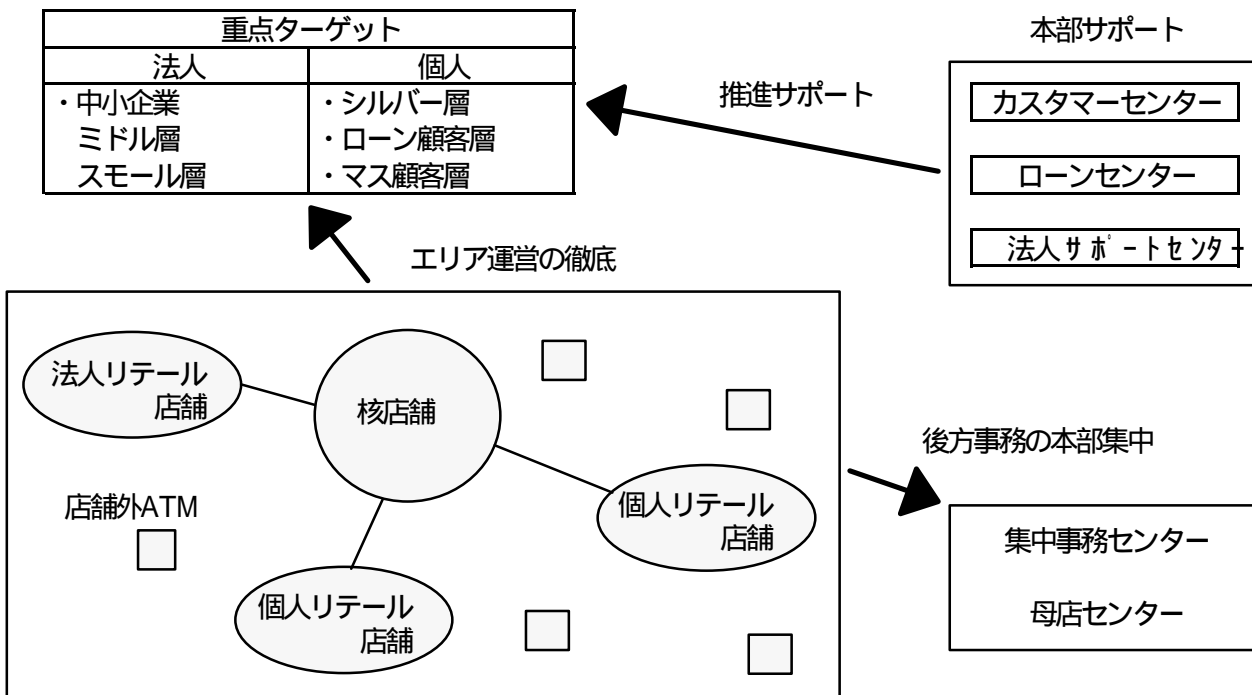 重点ターゲット
法人 個人
・中小企業 ・シルバー層
ミドル層 ・ローン顧客層
スモール層 ・マス顧客層
本部サポート
推進サポート
カスタマーセンター
ローンセンター
法人ｻﾎﾟｰﾄｾﾝﾀｰ
エリア運営の徹底
法人リテール
店舗
核店舗
店舗外ATM
個人リテール
店舗
個人リテール
店舗
後方事務の本部集中
集中事務センター
母店センター